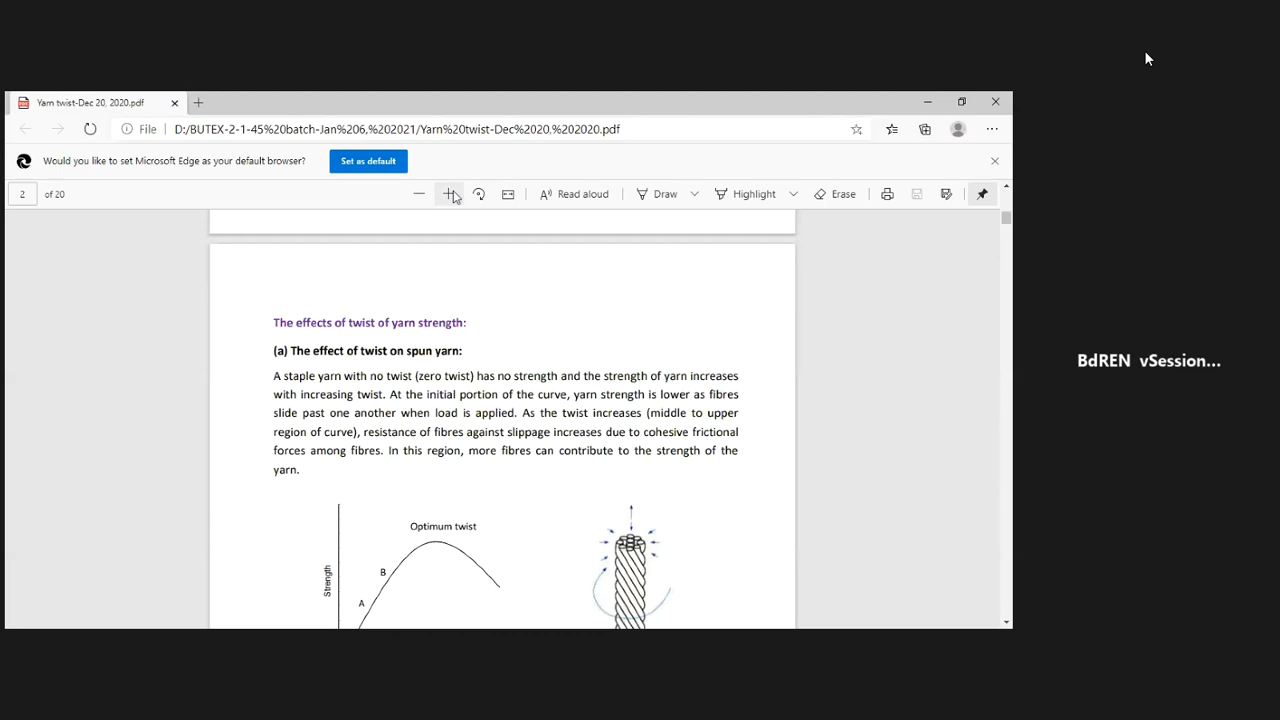 Yarn twist-Dec 20, 2020.pdf
File
D:/BUTEX-2-1-45%20batch-Jan%206,%202021/Yarn%20twist-Dec%2020,%202020.pdf
Would you like to set Microsoft Edge as your default browser?
Set as default
2 of 20
Read aloud
Draw
Highlight
Erase
The effects of twist of yarn strength:
(a) The effect of twist on spun yarn:
A staple yarn with no twist (zero twist) has no strength and the strength of yarn increases
with increasing twist. At the initial portion of the curve, yarn strength is lower as fibres
slide past one another when load is applied. As the twist increases (middle to upper
region of curve), resistance of fibres against slippage increases due to cohesive frictional
forces among fibres. In this region, more fibres can contribute to the strength of the
yarn.
Optimum twist
B
Strength
A
BdREN vSession...